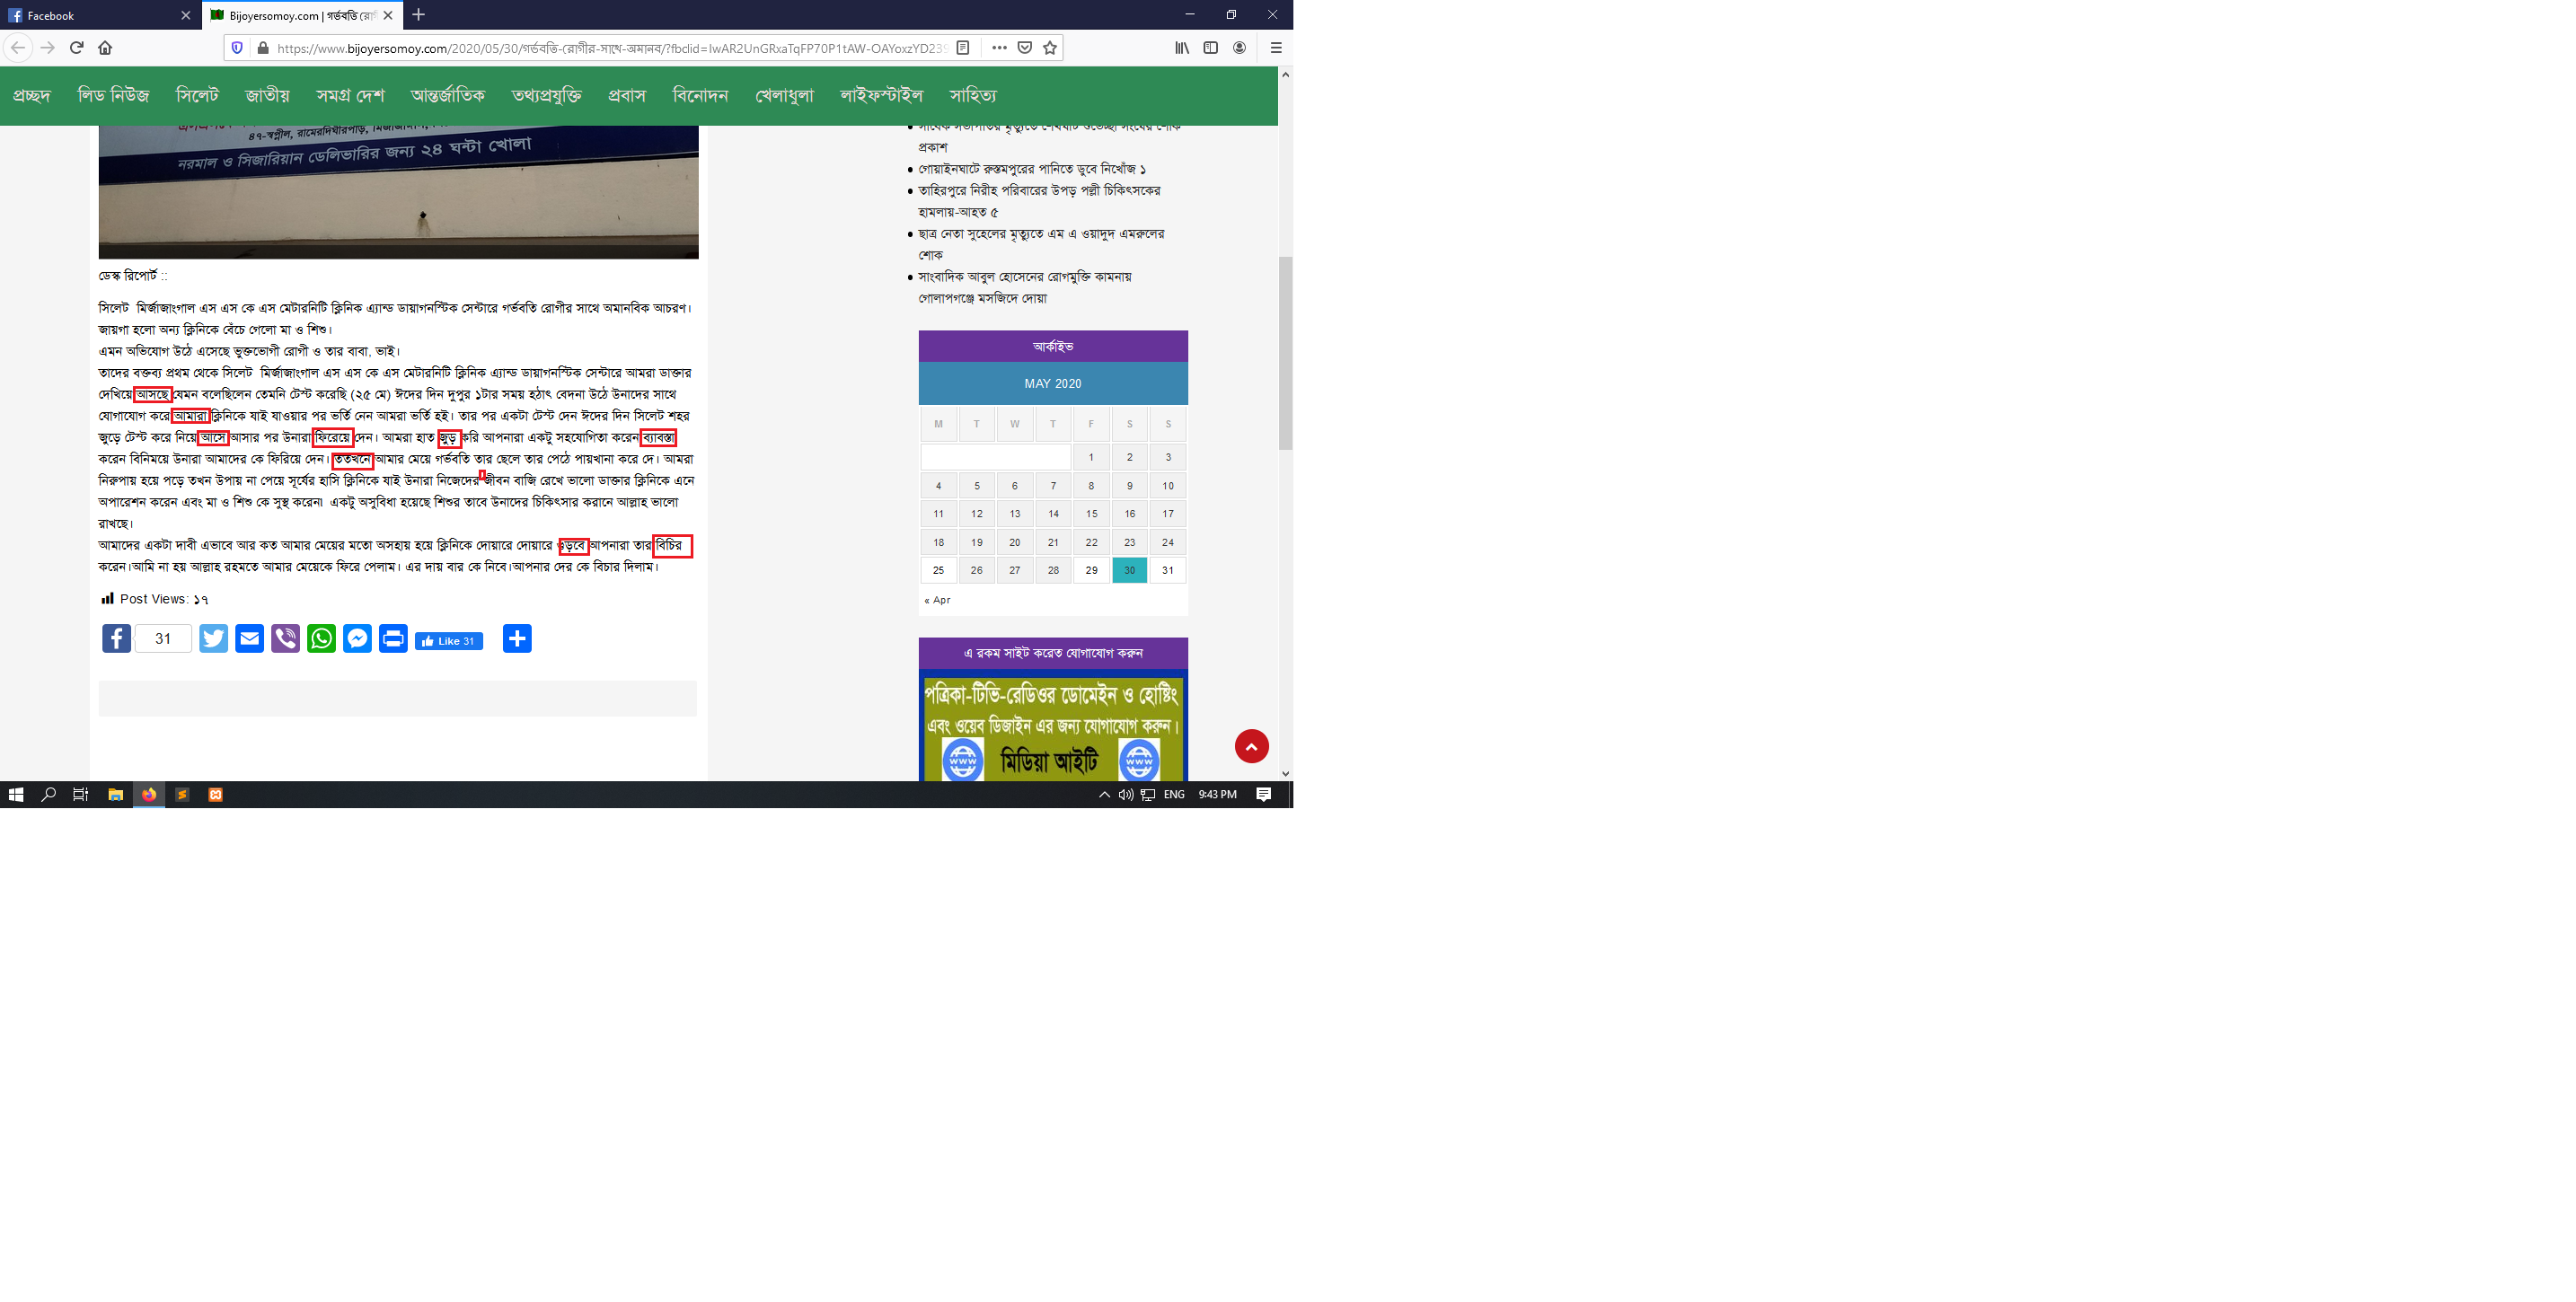 Facebook
Bijoyersomoy.com | গর্ভবতি রোগী
https://www.bijoyersomoy.com/2020/05/30/গর্ভবতি-রোগীর-সাথে-অমানব/?fbclid=IwAR2UnGRxaTqFP70P1tAW-OAYoxzYD239
প্রচ্ছদ লিড নিউজ সিলেট জাতীয় সমগ্র দেশ আন্তর্জাতিক তথ্যপ্রযুক্তি প্রবাস বিনোদন খেলাধুলা লাইফস্টাইল সাহিত্য
৪৭-স্বপ্নীল, রামেরদিঘীরপাড়, মির্জাজাঙ্গাল,
নরমাল ও সিজারিয়ান ডেলিভারির জন্য ২৪ ঘন্টা খোলা
ডেস্ক রিপোর্ট ::
সিলেট মির্জাজাংগাল এস এস কে এস মেটারনিটি ক্লিনিক এ্যান্ড ডায়াগনস্টিক সেন্টারে গর্ভবতি রোগীর সাথে অমানবিক আচরণ।
জায়গা হলো অন্য ক্লিনিকে বেঁচে গেলো মা ও শিশু।
এমন অভিযোগ উঠে এসেছে ভুক্তভোগী রোগী ও তার বাবা, ভাই।
তাদের বক্তব্য প্রথম থেকে সিলেট মির্জাজাংগাল এস এস কে এস মেটারনিটি ক্লিনিক এ্যান্ড ডায়াগনস্টিক সেন্টারে আমরা ডাক্তার
দেখিয়ে আসছে যেমন বলেছিলেন তেমনি টেস্ট করেছি (২৫ মে) ঈদের দিন দুপুর ১টার সময় হঠাৎ বেদনা উঠে উনাদের সাথে
যোগাযোগ করে আমারা ক্লিনিকে যাই যাওয়ার পর ভর্তি নেন আমরা ভর্তি হই। তার পর একটা টেস্ট দেন ঈদের দিন সিলেট শহর
জুড়ে টেস্ট করে নিয়ে আসে আসার পর উনারা ফিরেয়ে দেন। আমরা হাত জুড় করি আপনারা একটু সহযোগিতা করেন ব্যাবস্তা
করেন বিনিময়ে উনারা আমাদের কে ফিরিয়ে দেন। ততখনে আমার মেয়ে গর্ভবতি তার ছেলে তার পেঠে পায়খানা করে দে। আমরা
নিরুপায় হয়ে পড়ে তখন উপায় না পেয়ে সূর্যের হাসি ক্লিনিকে যাই উনারা নিজেদের জীবন বাজি রেখে ভালো ডাক্তার ক্লিনিকে এনে
অপারেশন করেন এবং মা ও শিশু কে সুস্থ করেন৷ একটু অসুবিধা হয়েছে শিশুর তাবে উনাদের চিকিৎসার করানে আল্লাহ ভালো
রাখছে।
আমাদের একটা দাবী এভাবে আর কত আমার মেয়ের মতো অসহায় হয়ে ক্লিনিকে দোয়ারে দোয়ারে গুড়বে আপনারা তার বিচির
করেন।আমি না হয় আল্লাহ রহমতে আমার মেয়েকে ফিরে পেলাম। এর দায় বার কে নিবে।আপনার দের কে বিচার দিলাম।
Post Views: ১৭
31
Like 31
সাবেক সভাপতির মৃত্যুতে শেখঘাট শুভেচ্ছা সংঘের শোক
প্রকাশ
গোয়াইনঘাটে রুস্তমপুরের পানিতে ডুবে নিখোঁজ ১
তাহিরপুরে নিরীহ পরিবারের উপড় পল্লী চিকিৎসকের
হামলায়-আহত ৫
ছাত্র নেতা সুহেলের মৃত্যুতে এম এ ওয়াদুদ এমরুলের
শোক
সাংবাদিক আবুল হোসেনের রোগমুক্তি কামনায়
গোলাপগঞ্জে মসজিদে দোয়া
আর্কাইভ
MAY 2020
M T W T F S S
1 2 3
4 5 6 7 8 9 10
11 12 13 14 15 16 17
18 19 20 21 22 23 24
25 26 27 28 29 30 31
« Apr
এ রকম সাইট করেত যোগাযোগ করুন
পত্রিকা-টিভি-রেডিওর ডোমেইন ও হোষ্টিং
এবং ওয়েব ডিজাইন এর জন্য যোগাযোগ করুন।
www মিডিয়া আইটি www
ENG 9:43 PM